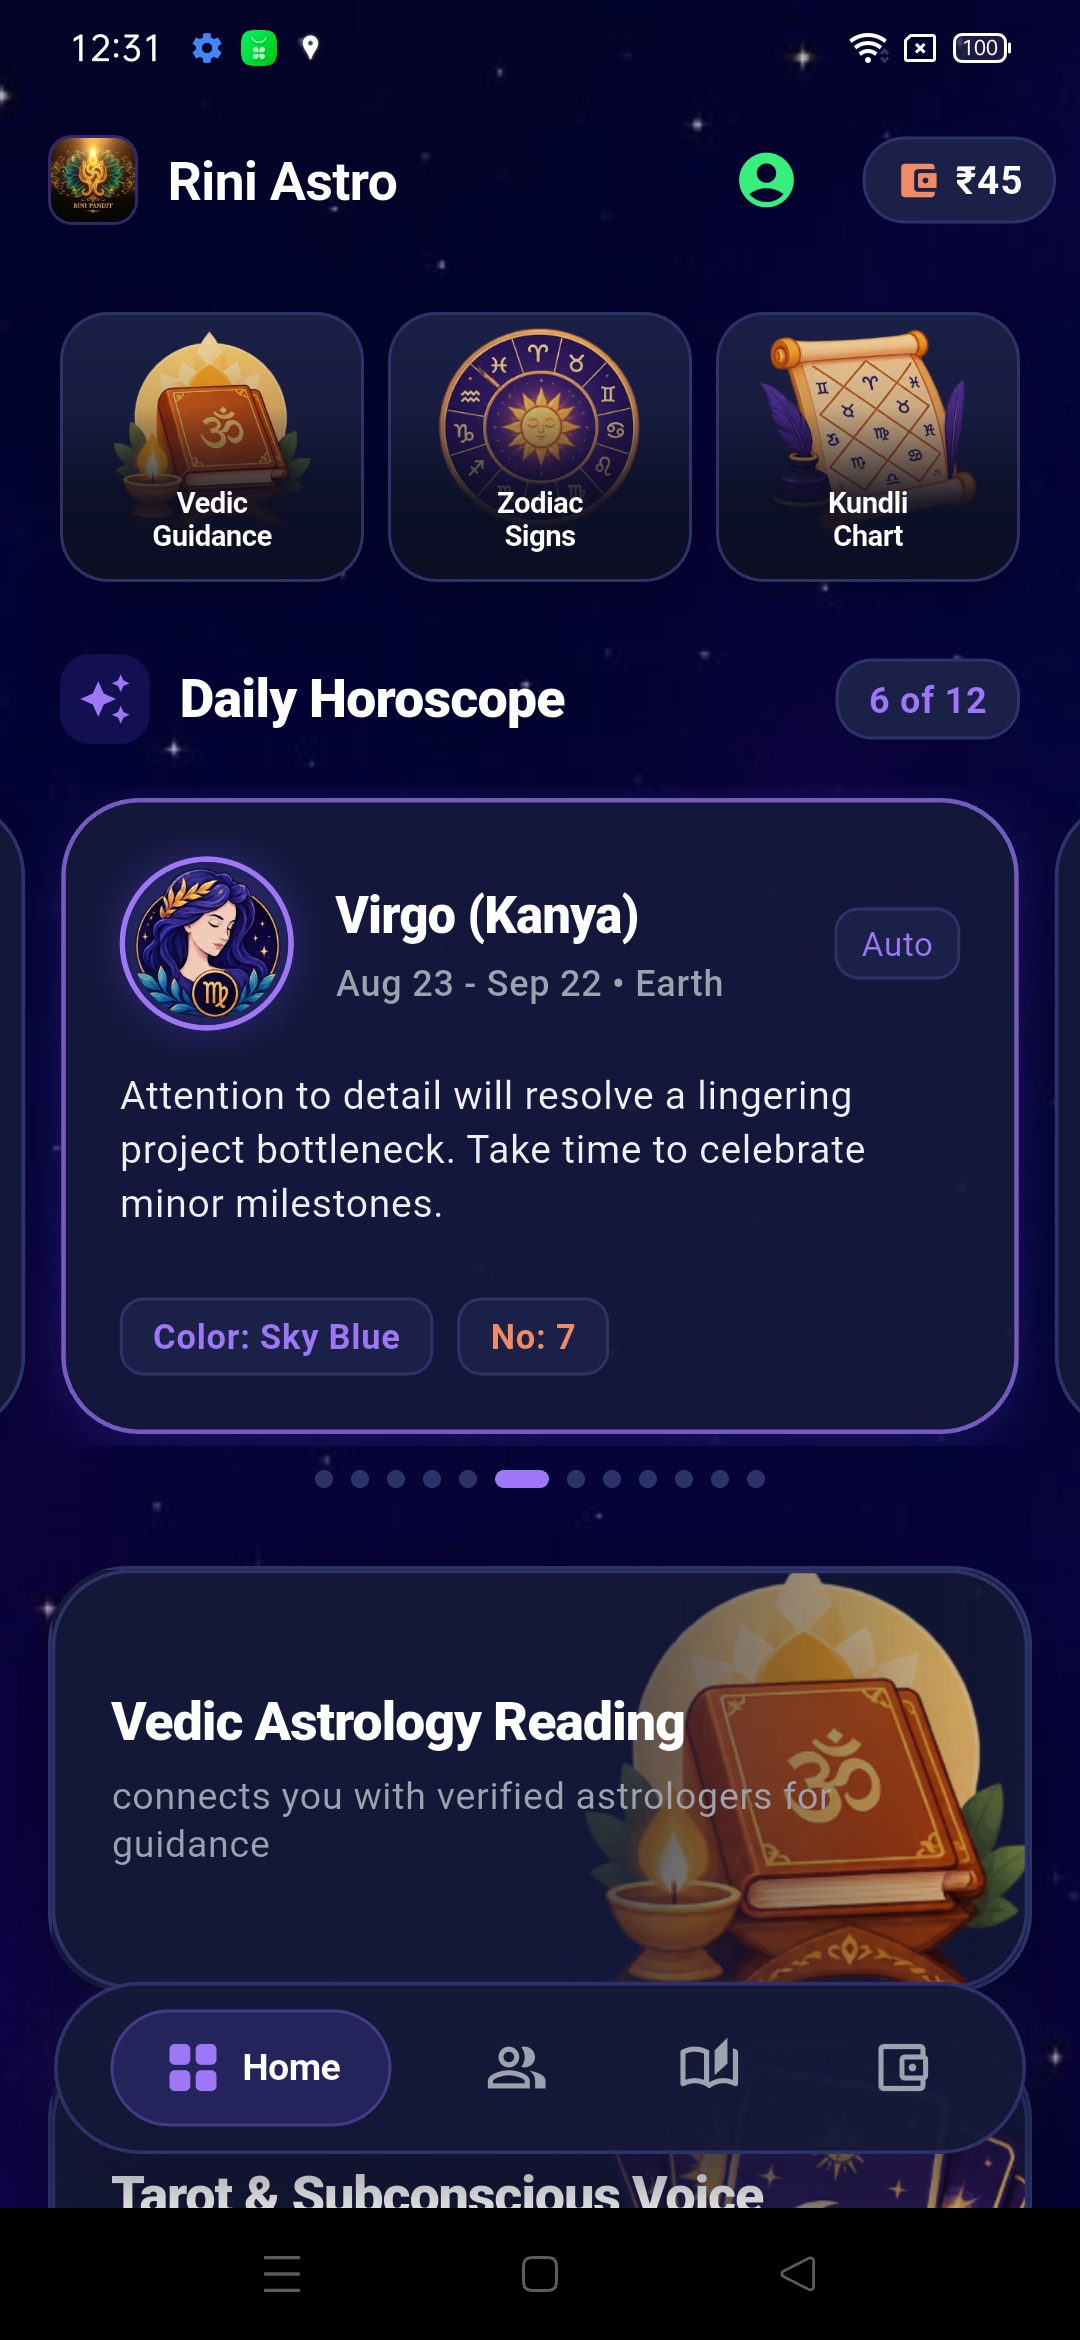 12:31
100
RINI PANDIT
Rini Astro
₹45
ॐ
Vedic
Guidance
Zodiac
Signs
Kundli
Chart
Daily Horoscope
6 of 12
Virgo (Kanya)
Auto
Aug 23 - Sep 22 • Earth
Attention to detail will resolve a lingering
project bottleneck. Take time to celebrate
minor milestones.
Color: Sky Blue
No: 7
Vedic Astrology Reading
ॐ
connects you with verified astrologers for
guidance
Home
Tarot & Subconscious Voice